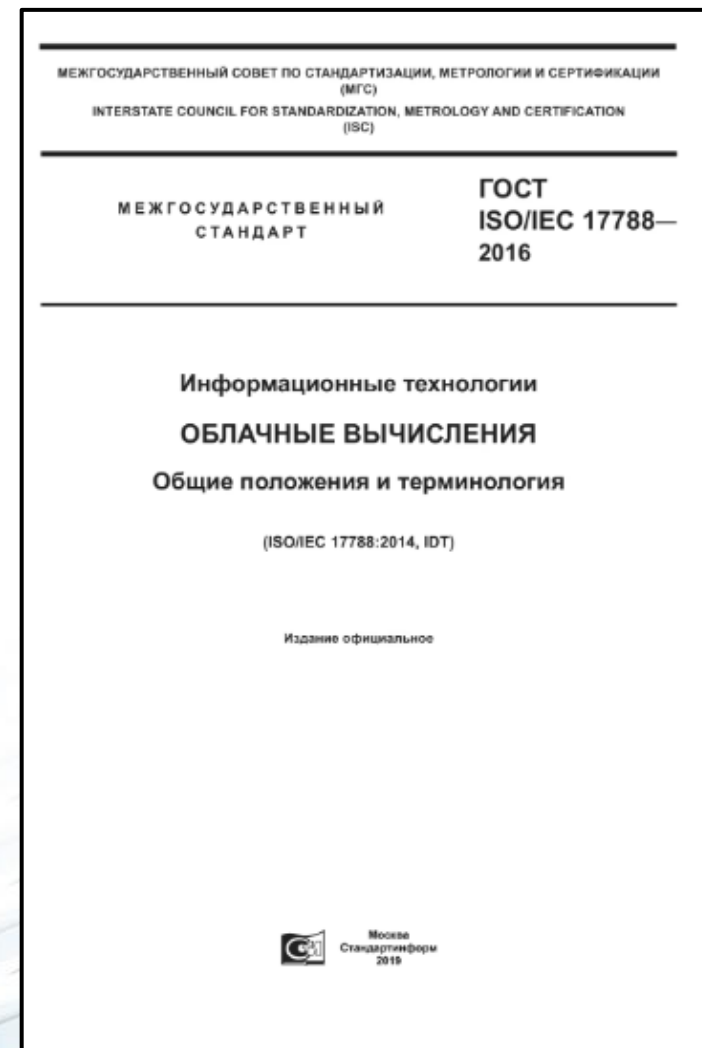 МЕЖГОСУДАРСТВЕННЫЙ СОВЕТ ПО СТАНДАРТИЗАЦИИ, МЕТРОЛОГИИ И СЕРТИФИКАЦИИ
(МГС)
INTERSTATE COUNCIL FOR STANDARDIZATION, METROLOGY AND CERTIFICATION
(ISC)
МЕЖГОСУДАРСТВЕННЫЙ
СТАНДАРТ
ГОСТ
ISO/IEC 17788—
2016
Информационные технологии
ОБЛАЧНЫЕ ВЫЧИСЛЕНИЯ
Общие положения и терминология
(ISO/IEC 17788:2014, IDT)
Издание официальное
Москва
Стандартинформ
2019